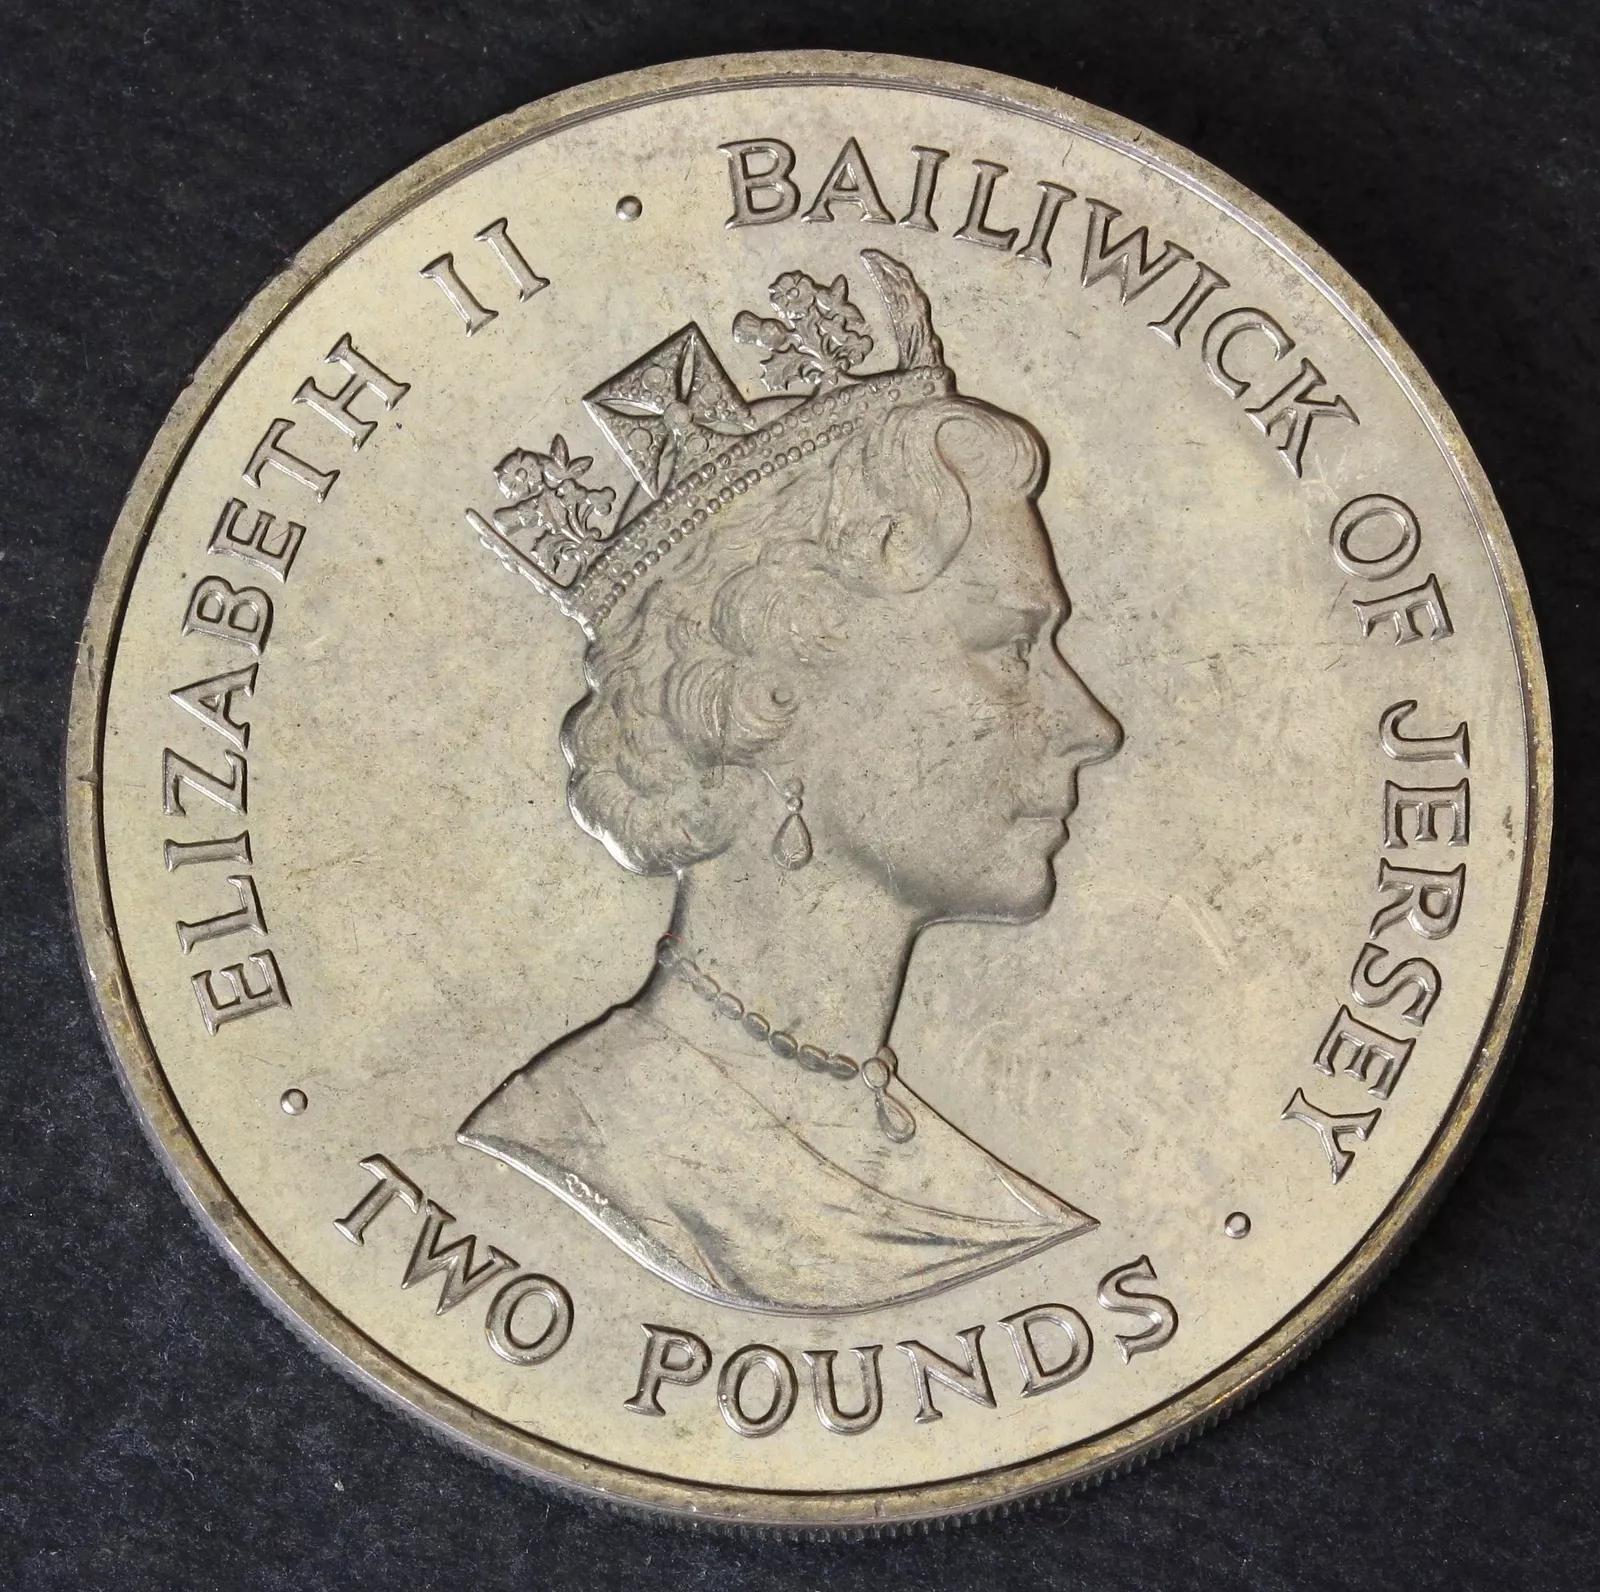 ELIZABETH II · BAILIWICK OF JERSEY ·
TWO POUNDS ·